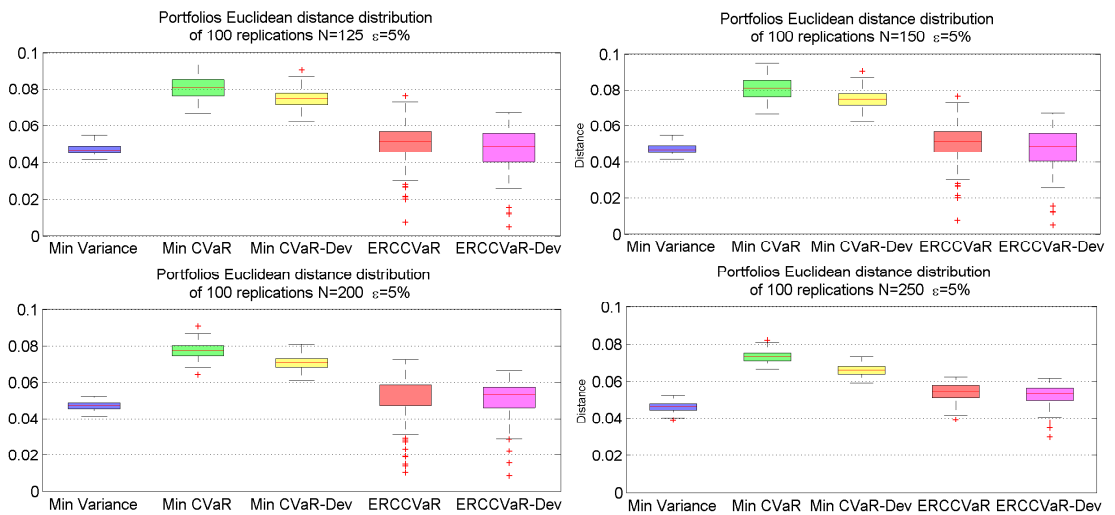 Portfolios Euclidean distance distribution
of 100 replications N=125 ε=5%
0.1
0.08
0.06
0.04
0.02
0
Min Variance Min CVaR Min CVaR-Dev ERCCVaR ERCCVaR-Dev
Portfolios Euclidean distance distribution
of 100 replications N=150 ε=5%
Distance
0.1
0.08
0.06
0.04
0.02
0
Min Variance Min CVaR Min CVaR-Dev ERCCVaR ERCCVaR-Dev
Portfolios Euclidean distance distribution
of 100 replications N=200 ε=5%
0.1
0.08
0.06
0.04
0.02
0
Min Variance Min CVaR Min CVaR-Dev ERCCVaR ERCCVaR-Dev
Portfolios Euclidean distance distribution
of 100 replications N=250 ε=5%
Distance
0.1
0.08
0.06
0.04
0.02
0
Min Variance Min CVaR Min CVaR-Dev ERCCVaR ERCCVaR-Dev